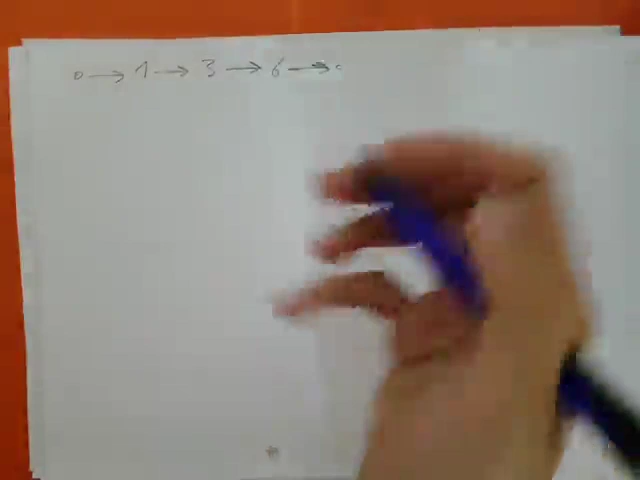 0 → 1 → 3 → 6 →